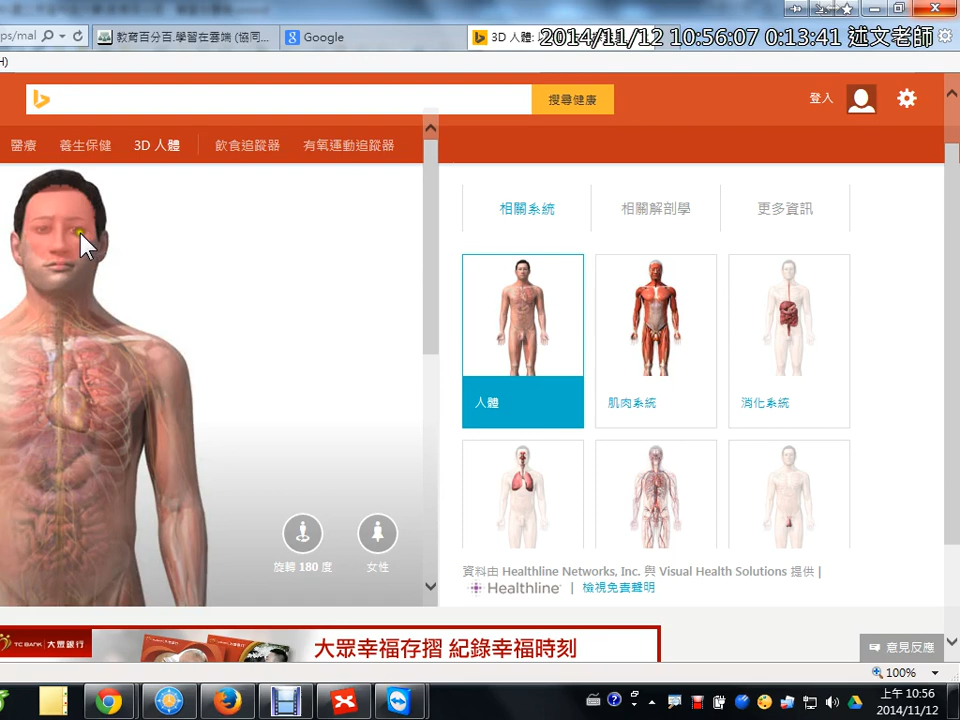 ps/mal
教育百分百.學習在雲端 (協同...
Google
3D 人體:
2014/11/12 10:56:07 0:13:41 述文老師
H)
搜尋健康
登入
醫療
養生保健
3D 人體
飲食追蹤器
有氧運動追蹤器
相關系統
相關解剖學
更多資訊
人體
肌肉系統
消化系統
旋轉 180 度
女性
資料由 Healthline Networks, Inc. 與 Visual Health Solutions 提供 |
Healthline | 檢視免責聲明
TC BANK 大眾銀行
大眾幸福存摺 紀錄幸福時刻
意見反應
100%
上午 10:56
2014/11/12